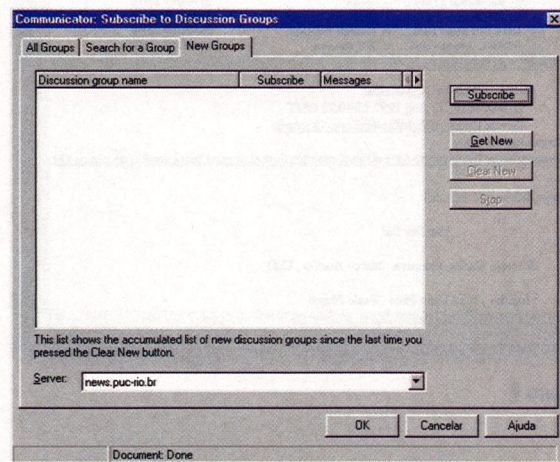 Communicator: Subscribe to Discussion Groups
All Groups Search for a Group New Groups
Discussion group name Subscribe Messages
Subscribe
Get New
Clear New
Stop
This list shows the accumulated list of new discussion groups since the last time you
pressed the Clear New button.
Server: news.puc-rio.br
OK Cancelar Ajuda
Document: Done